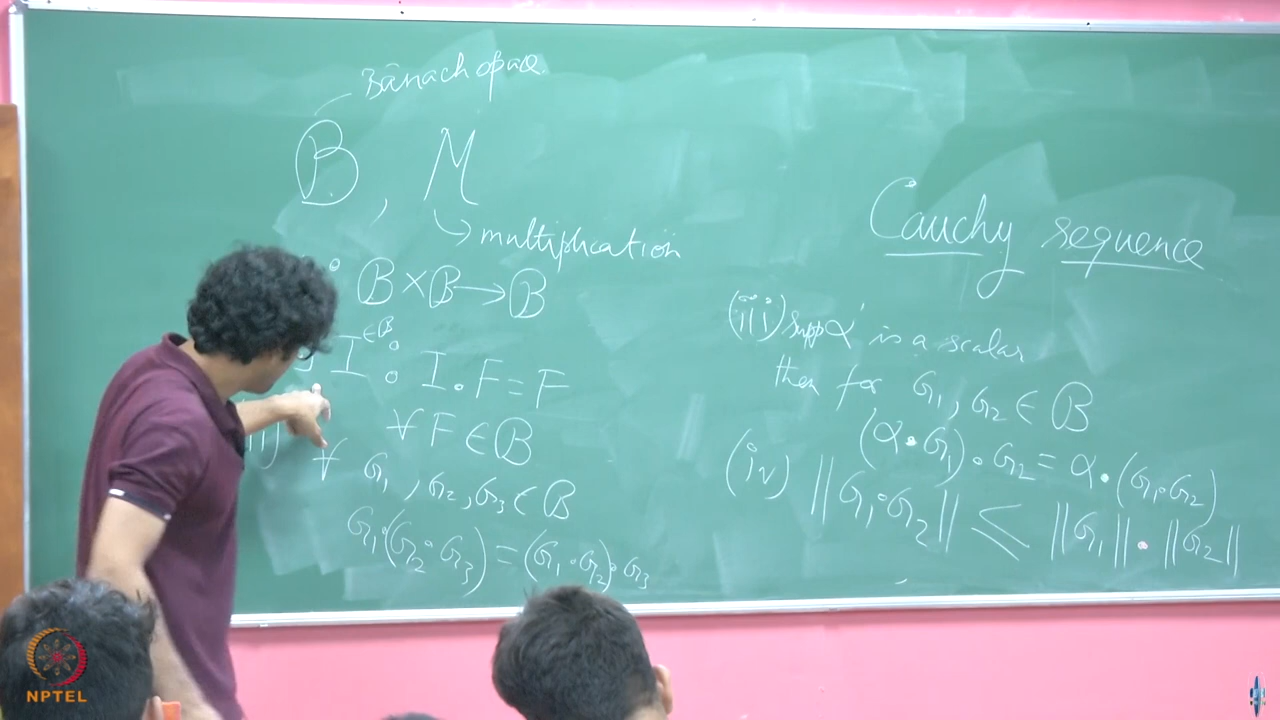 Banach space
B , M
↳ multiplication
: B × B → B
∃ I ∈B : I . F = F
∀ F ∈ B
∀ G1 , G2 , G3 ∈ B
G1·(G2·G3) = (G1·G2)·G3
Cauchy sequence
(iii) Supp α is a scalar
then for G1, G2 ∈ B
(α·G1)·G2 = α·(G1·G2)
(iv) ||G1·G2|| ≤ ||G1||·||G2||
NPTEL